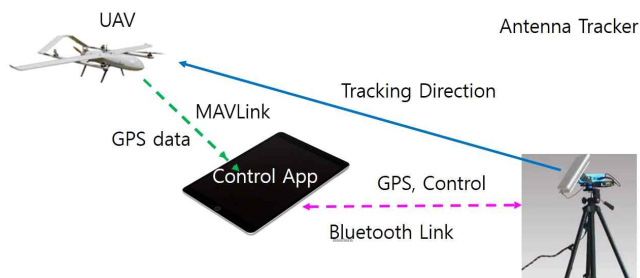 UAV
Antenna Tracker
Tracking Direction
MAVLink
GPS data
Control App
GPS, Control
Bluetooth Link